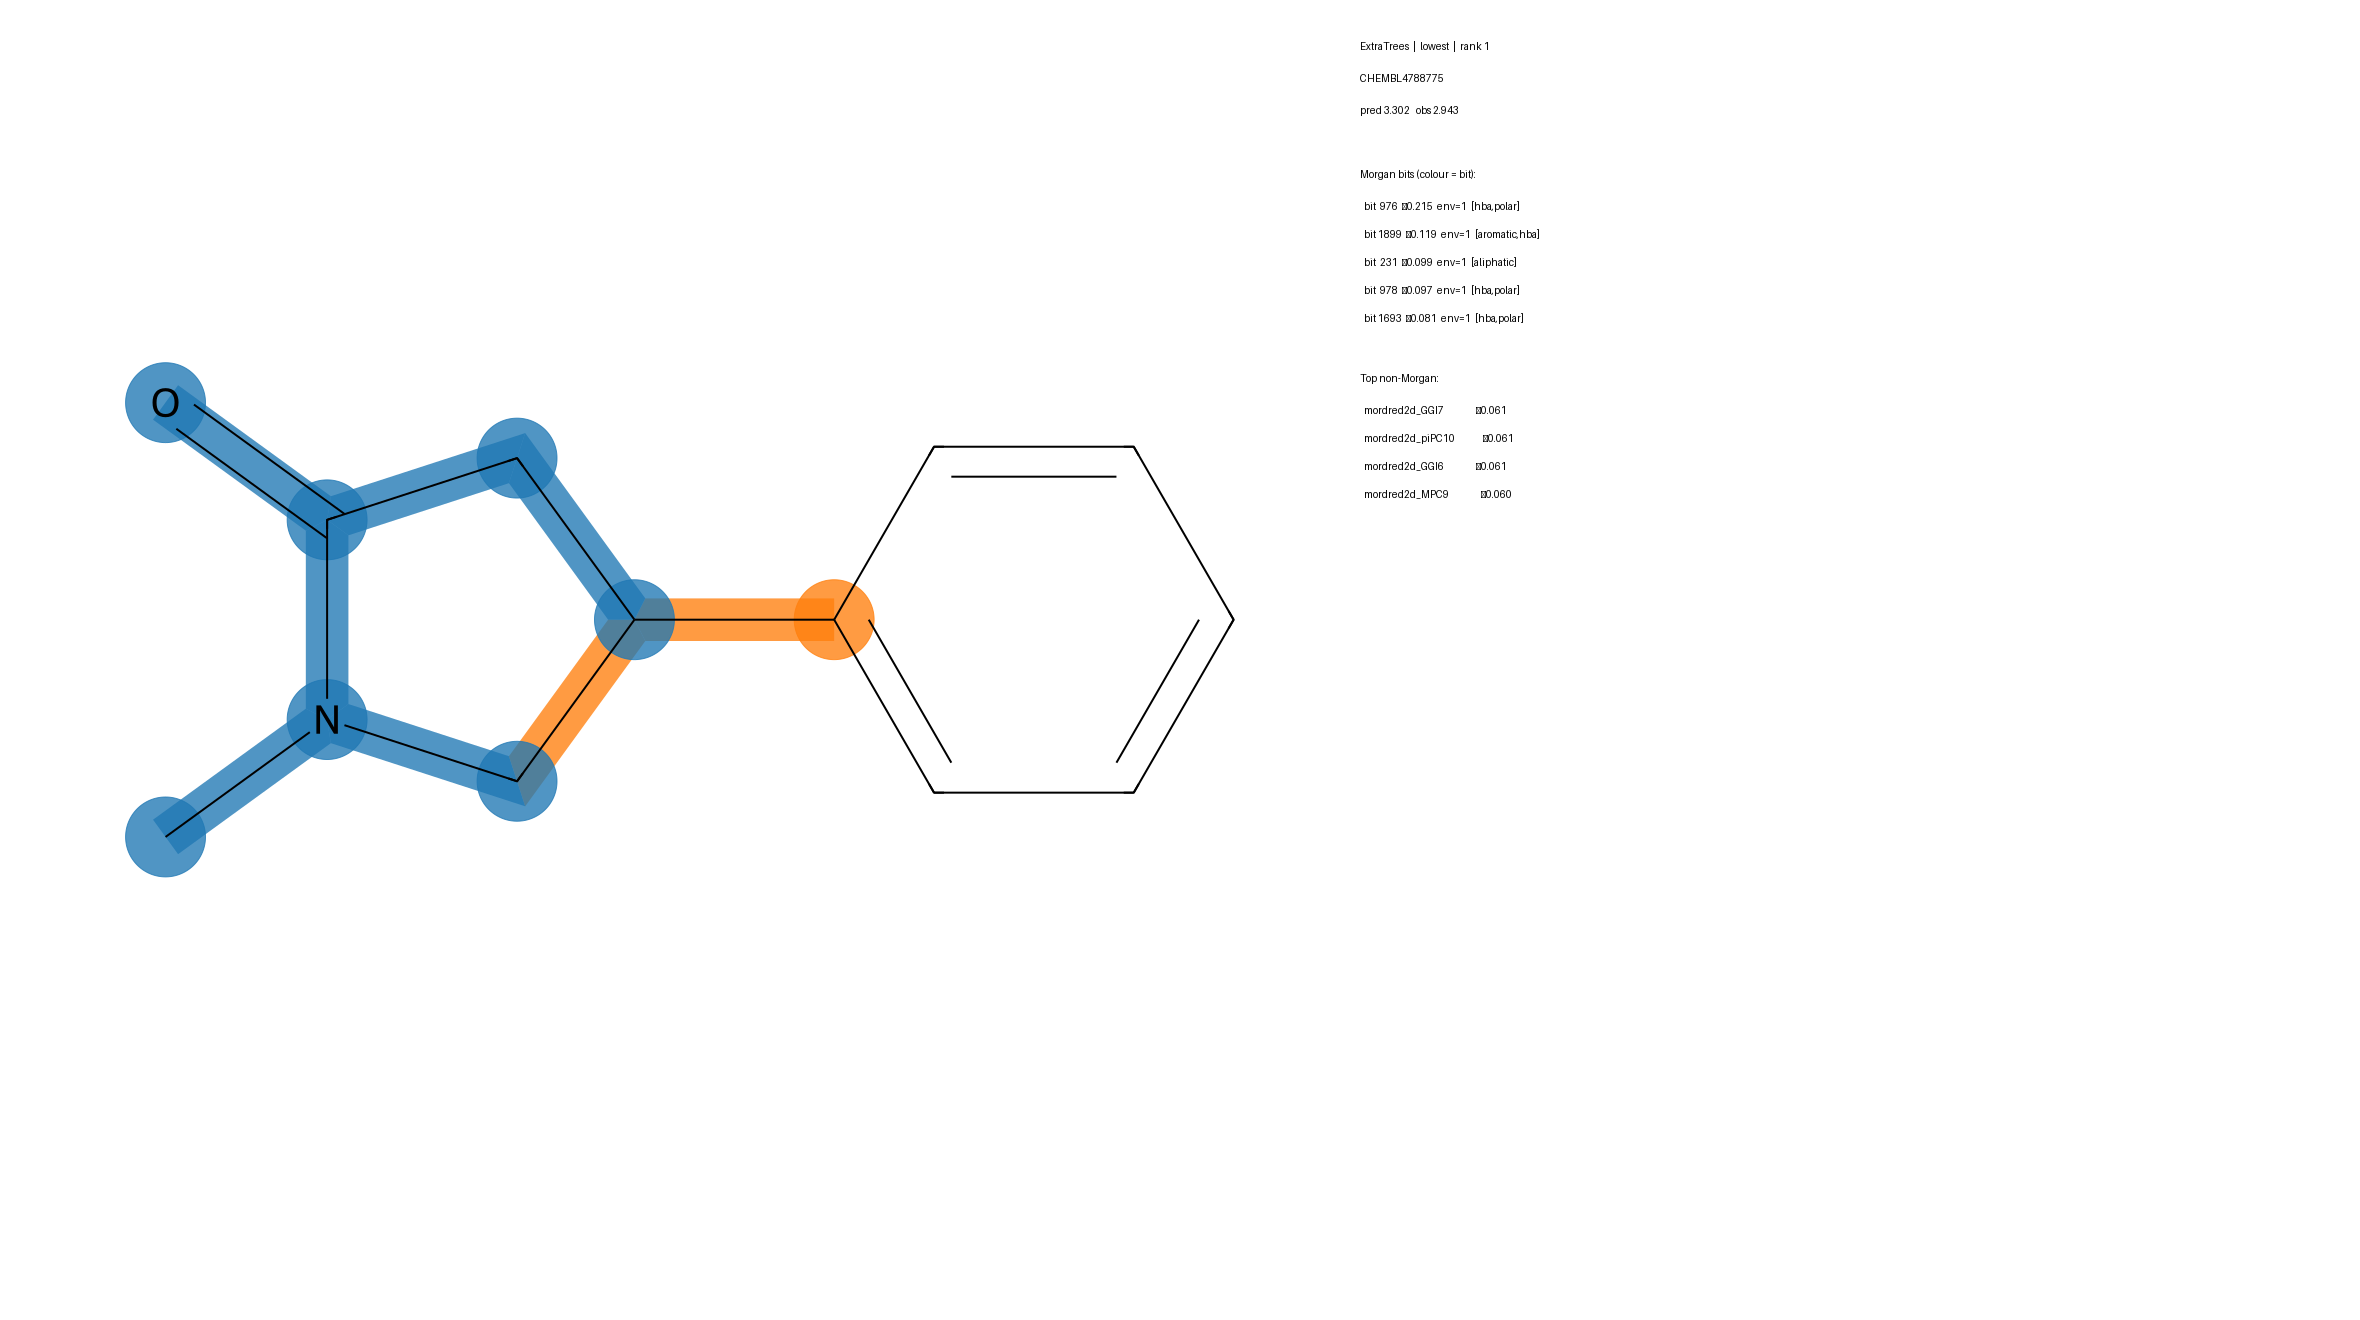 ExtraTrees | lowest | rank 1
CHEMBL4788775
pred 3.302 obs 2.943
Morgan bits (colour = bit):
bit 976 ▯0.215 env=1 [hba,polar]
bit 1899 ▯0.119 env=1 [aromatic,hba]
bit 231 ▯0.099 env=1 [aliphatic]
bit 978 ▯0.097 env=1 [hba,polar]
bit 1693 ▯0.081 env=1 [hba,polar]
Top non-Morgan:
mordred2d_GGI7 ▯0.061
mordred2d_piPC10 ▯0.061
mordred2d_GGI6 ▯0.061
mordred2d_MPC9 ▯0.060
O
N